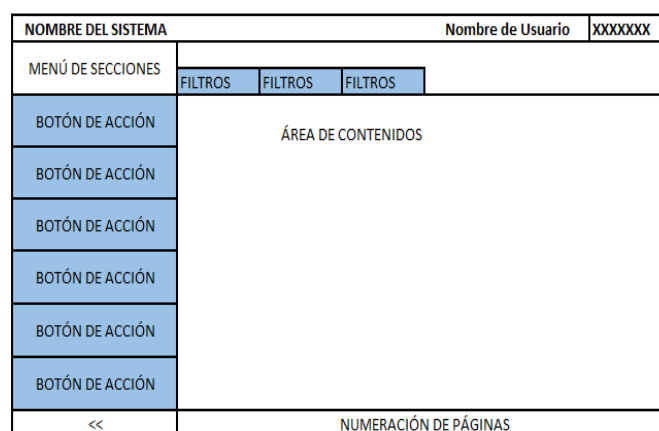 NOMBRE DEL SISTEMA Nombre de Usuario XXXXXXX
MENÚ DE SECCIONES
FILTROS FILTROS FILTROS
BOTÓN DE ACCIÓN
ÁREA DE CONTENIDOS
BOTÓN DE ACCIÓN
BOTÓN DE ACCIÓN
BOTÓN DE ACCIÓN
BOTÓN DE ACCIÓN
BOTÓN DE ACCIÓN
<< NUMERACIÓN DE PÁGINAS